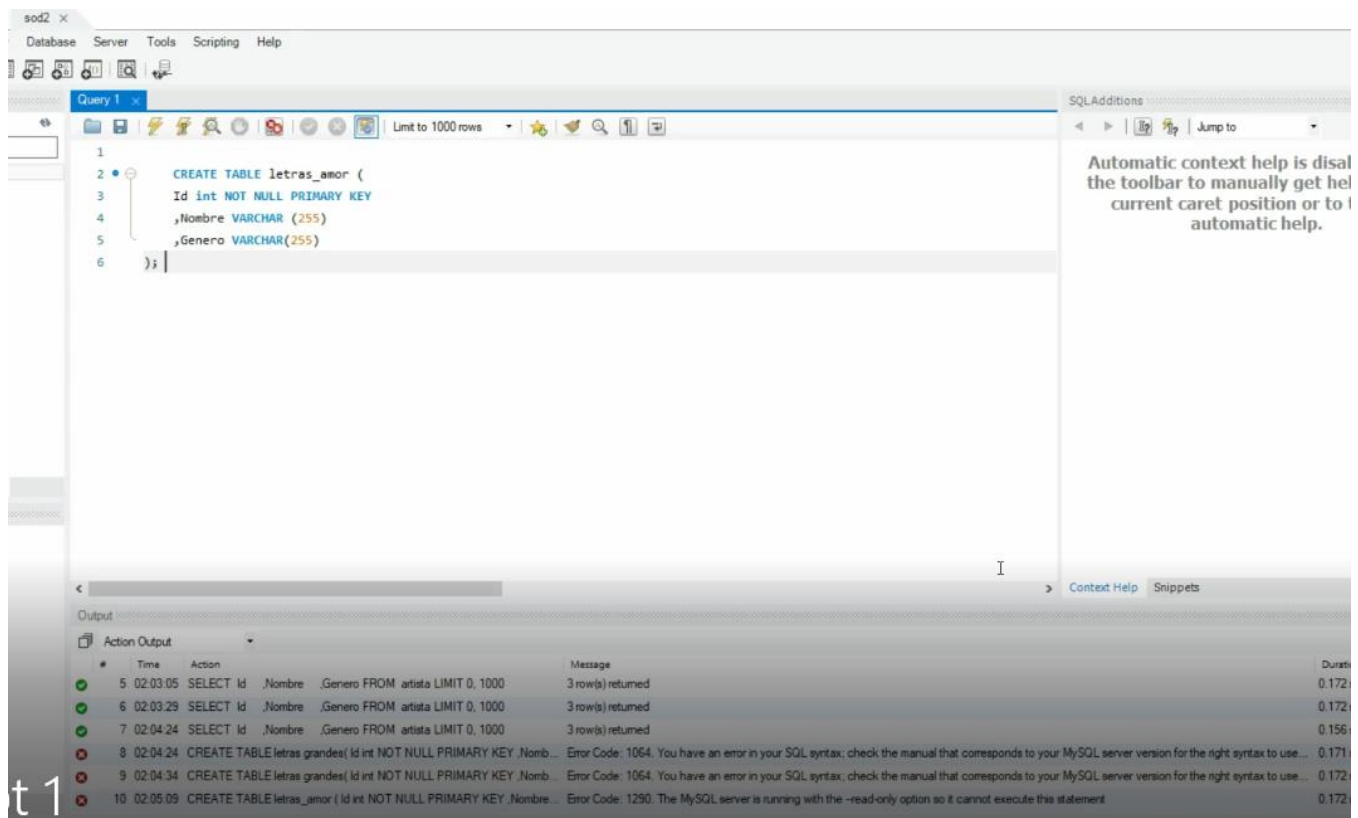 sod2 ×
Database Server Tools Scripting Help
Query 1 ×
SQLAdditions
Limit to 1000 rows
Jump to
1
2 CREATE TABLE letras_amor (
3 Id int NOT NULL PRIMARY KEY
4 ,Nombre VARCHAR (255)
5 ,Genero VARCHAR(255)
6 );
Automatic context help is disal
the toolbar to manually get hel
current caret position or to t
automatic help.
Context Help Snippets
Output
Action Output
# Time Action Message Durati
5 02:03:05 SELECT Id ,Nombre ,Genero FROM artista LIMIT 0, 1000 3 row(s) returned 0.172
6 02:03:29 SELECT Id ,Nombre ,Genero FROM artista LIMIT 0, 1000 3 row(s) returned 0.172
7 02:04:24 SELECT Id ,Nombre ,Genero FROM artista LIMIT 0, 1000 3 row(s) returned 0.156
8 02:04:24 CREATE TABLE letras grandes( Id int NOT NULL PRIMARY KEY ,Nomb... Error Code: 1064. You have an error in your SQL syntax; check the manual that corresponds to your MySQL server version for the right syntax to use... 0.171
9 02:04:34 CREATE TABLE letras grandes( Id int NOT NULL PRIMARY KEY ,Nomb... Error Code: 1064. You have an error in your SQL syntax; check the manual that corresponds to your MySQL server version for the right syntax to use... 0.172
10 02:05:09 CREATE TABLE letras_amor ( Id int NOT NULL PRIMARY KEY ,Nombre... Error Code: 1290. The MySQL server is running with the --read-only option so it cannot execute this statement 0.172
t 1